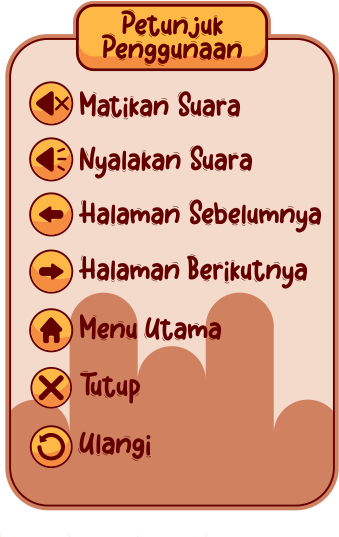 Petunjuk
Penggunaan
Matikan Suara
Nyalakan Suara
Halaman Sebelumnya
Halaman Berikutnya
Menu Utama
Tutup
Ulangi